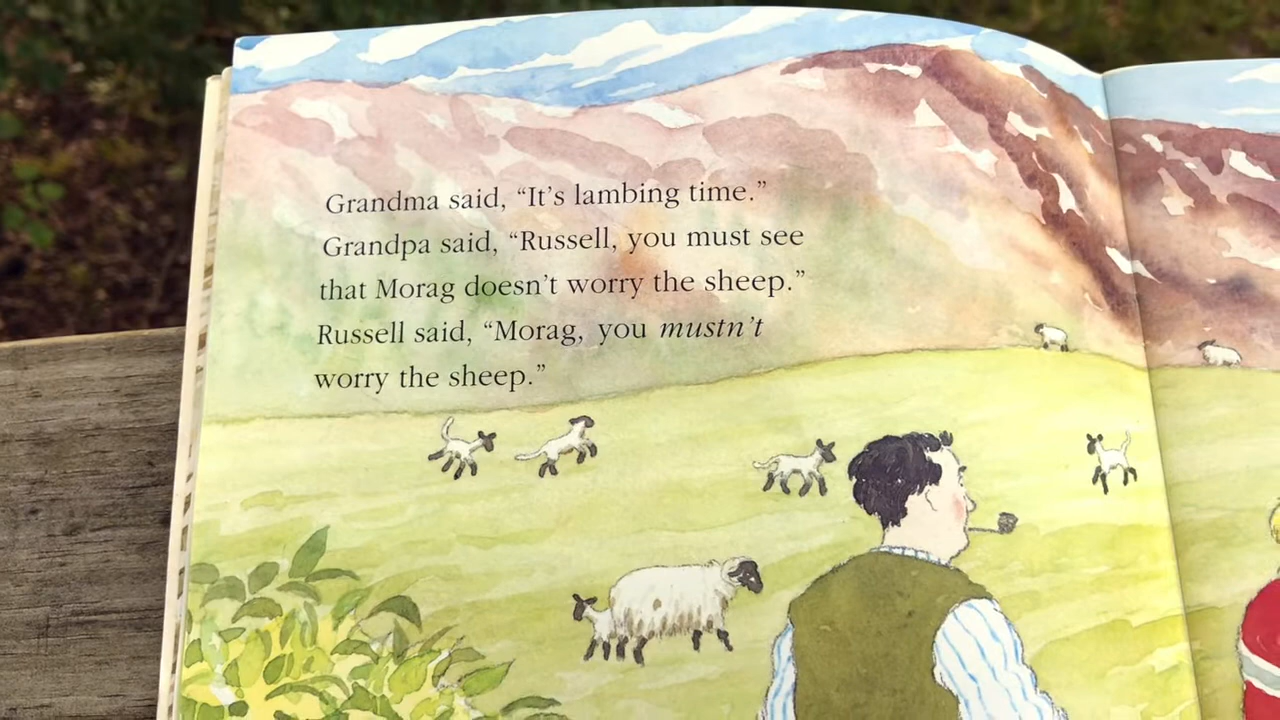 Grandma said, “It’s lambing time.”
Grandpa said, “Russell, you must see
that Morag doesn’t worry the sheep.”
Russell said, “Morag, you mustn’t
worry the sheep.”